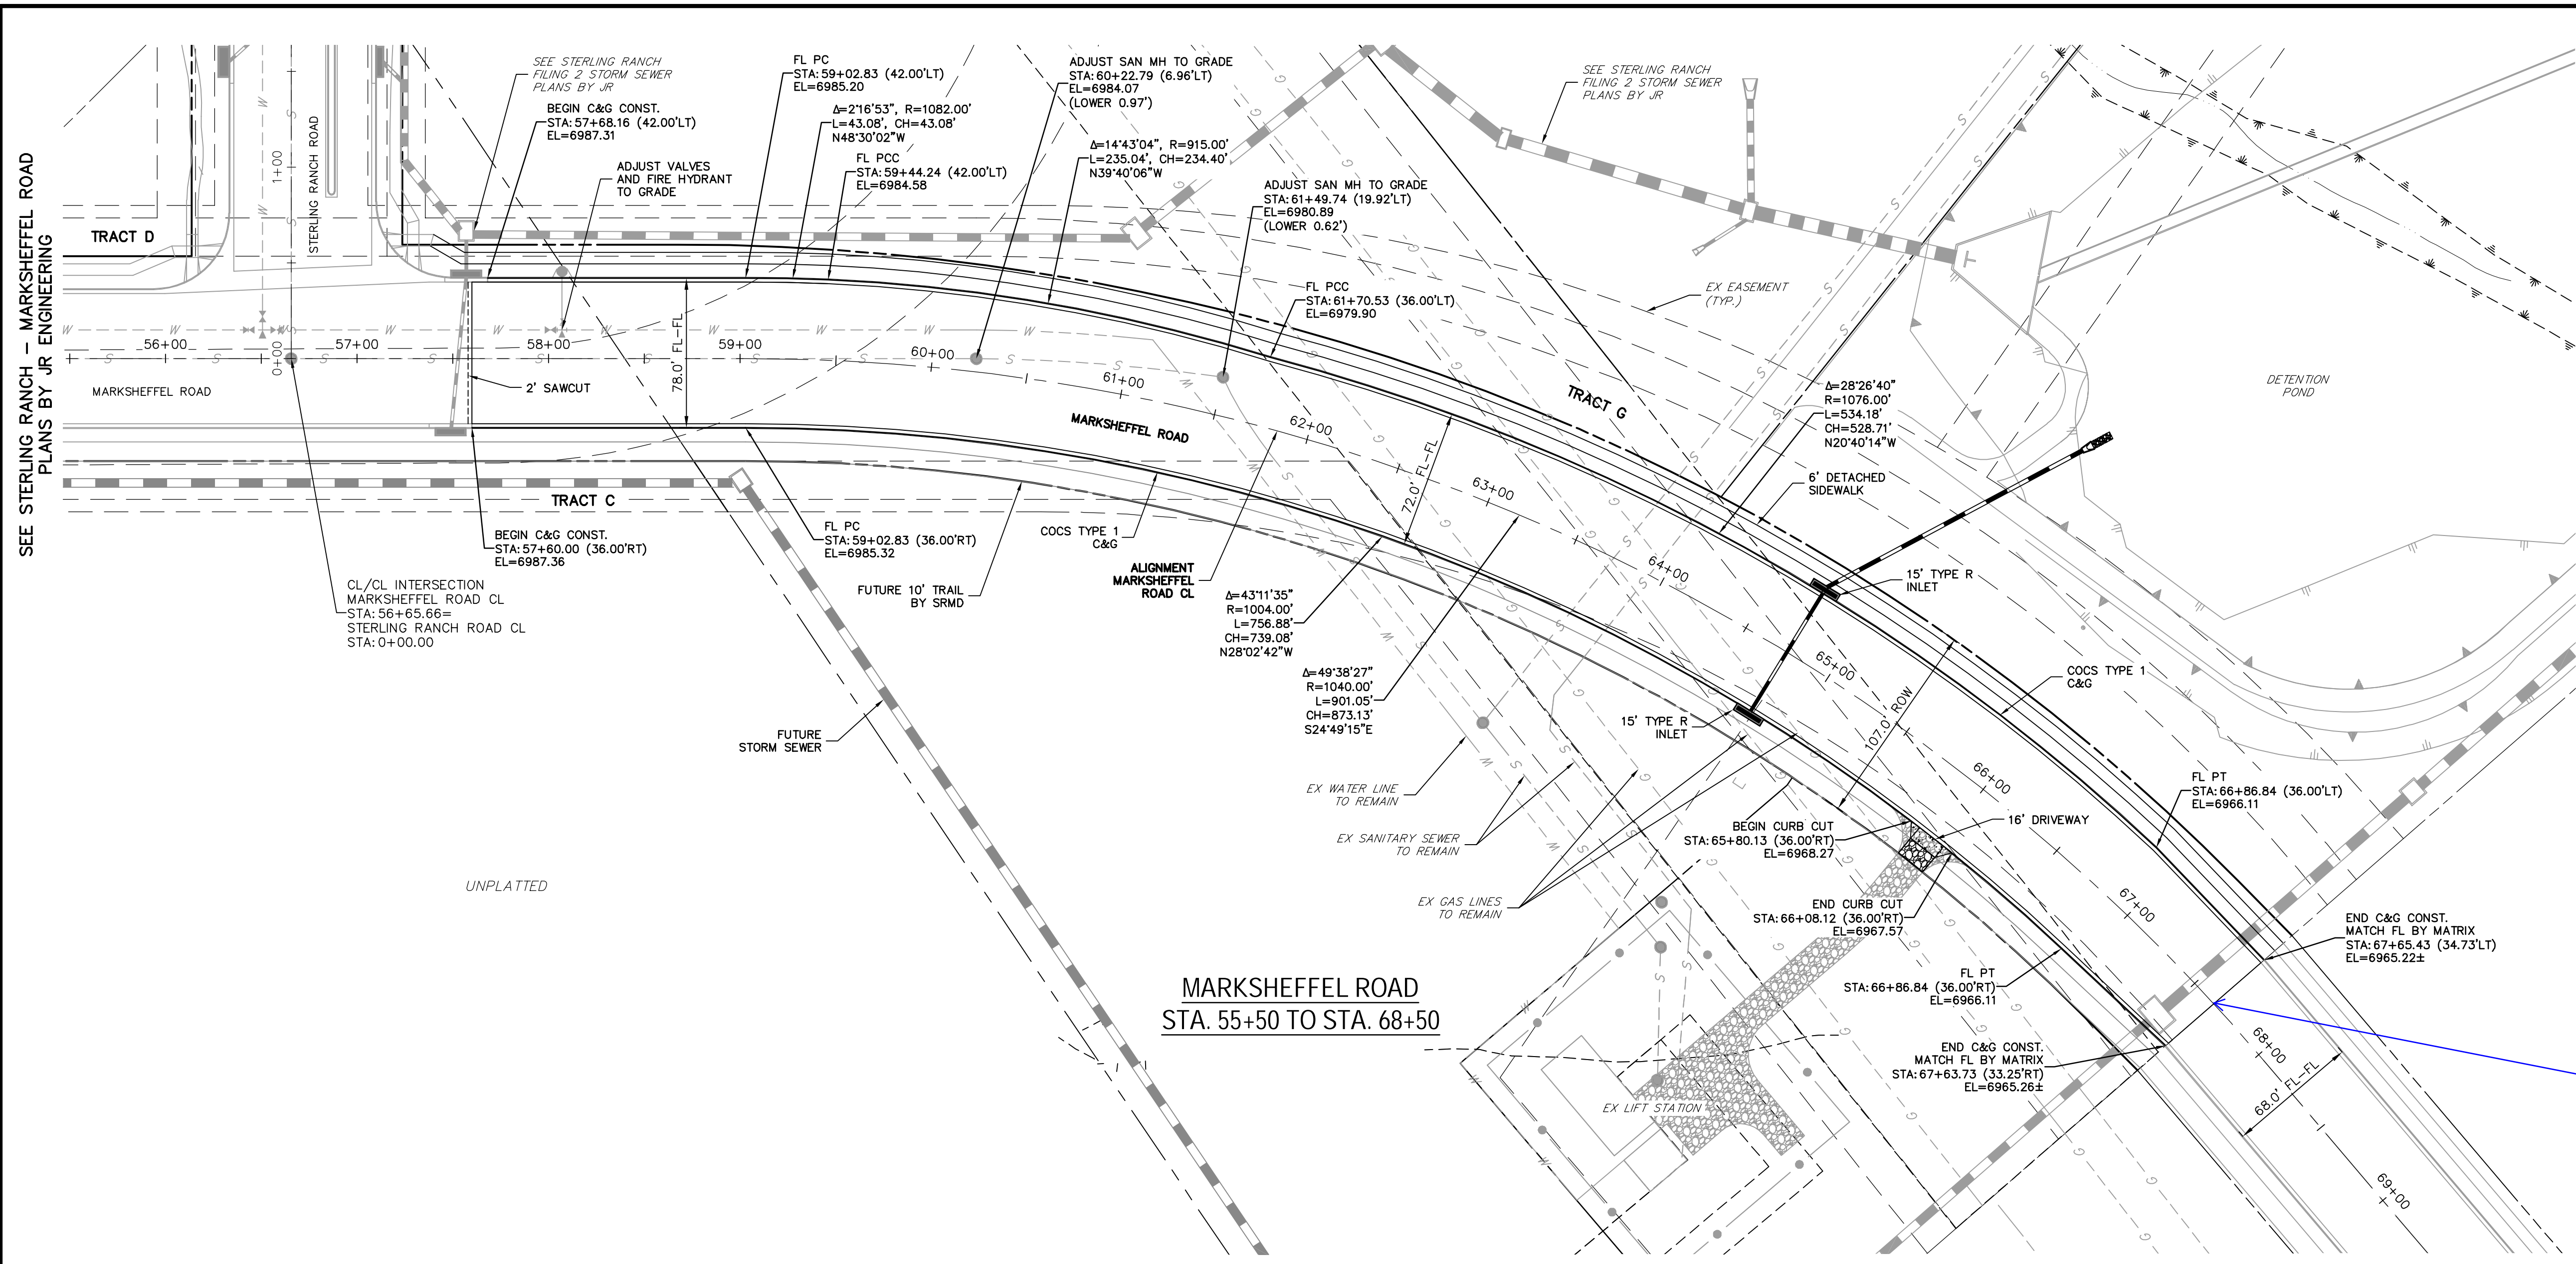 SEE STERLING RANCH – MARKSHEFFEL ROAD
PLANS BY JR ENGINEERING
TRACT D
1+00
STERLING RANCH ROAD
0+00
SEE STERLING RANCH
FILING 2 STORM SEWER
PLANS BY JR
BEGIN C&G CONST.
STA: 57+68.16 (42.00'LT)
EL=6987.31
ADJUST VALVES
AND FIRE HYDRANT
TO GRADE
FL PC
STA: 59+02.83 (42.00'LT)
EL=6985.20
Δ=2°16'53", R=1082.00'
L=43.08', CH=43.08'
N48°30'02"W
FL PCC
STA: 59+44.24 (42.00'LT)
EL=6984.58
ADJUST SAN MH TO GRADE
STA: 60+22.79 (6.96'LT)
EL=6984.07
(LOWER 0.97')
Δ=14°43'04", R=915.00'
L=235.04', CH=234.40'
N39°40'06"W
ADJUST SAN MH TO GRADE
STA: 61+49.74 (19.92'LT)
EL=6980.89
(LOWER 0.62')
FL PCC
STA: 61+70.53 (36.00'LT)
EL=6979.90
SEE STERLING RANCH
FILING 2 STORM SEWER
PLANS BY JR
EX EASEMENT
(TYP.)
TRACT G
Δ=28°26'40"
R=1076.00'
L=534.18'
CH=528.71'
N20°40'14"W
6' DETACHED
SIDEWALK
DETENTION
POND
56+00
57+00
58+00
59+00
60+00
61+00
62+00
63+00
64+00
65+00
66+00
67+00
68+00
69+00
MARKSHEFFEL ROAD
2' SAWCUT
78.0' FL-FL
MARKSHEFFEL ROAD
72.0' FL-FL
TRACT C
BEGIN C&G CONST.
STA: 57+60.00 (36.00'RT)
EL=6987.36
CL/CL INTERSECTION
MARKSHEFFEL ROAD CL
STA: 56+65.66=
STERLING RANCH ROAD CL
STA: 0+00.00
FL PC
STA: 59+02.83 (36.00'RT)
EL=6985.32
FUTURE 10' TRAIL
BY SRMD
COCS TYPE 1
C&G
ALIGNMENT
MARKSHEFFEL
ROAD CL
Δ=43°11'35"
R=1004.00'
L=756.88'
CH=739.08'
N28°02'42"W
Δ=49°38'27"
R=1040.00'
L=901.05'
CH=873.13'
S24°49'15"E
15' TYPE R
INLET
15' TYPE R
INLET
COCS TYPE 1
C&G
107.0' ROW
FUTURE
STORM SEWER
EX WATER LINE
TO REMAIN
EX SANITARY SEWER
TO REMAIN
EX GAS LINES
TO REMAIN
BEGIN CURB CUT
STA: 65+80.13 (36.00'RT)
EL=6968.27
16' DRIVEWAY
END CURB CUT
STA: 66+08.12 (36.00'RT)
EL=6967.57
FL PT
STA: 66+86.84 (36.00'LT)
EL=6966.11
FL PT
STA: 66+86.84 (36.00'RT)
EL=6966.11
END C&G CONST.
MATCH FL BY MATRIX
STA: 67+65.43 (34.73'LT)
EL=6965.22±
END C&G CONST.
MATCH FL BY MATRIX
STA: 67+63.73 (33.25'RT)
EL=6965.26±
68.0' FL-FL
UNPLATTED
EX LIFT STATION
MARKSHEFFEL ROAD
STA. 55+50 TO STA. 68+50